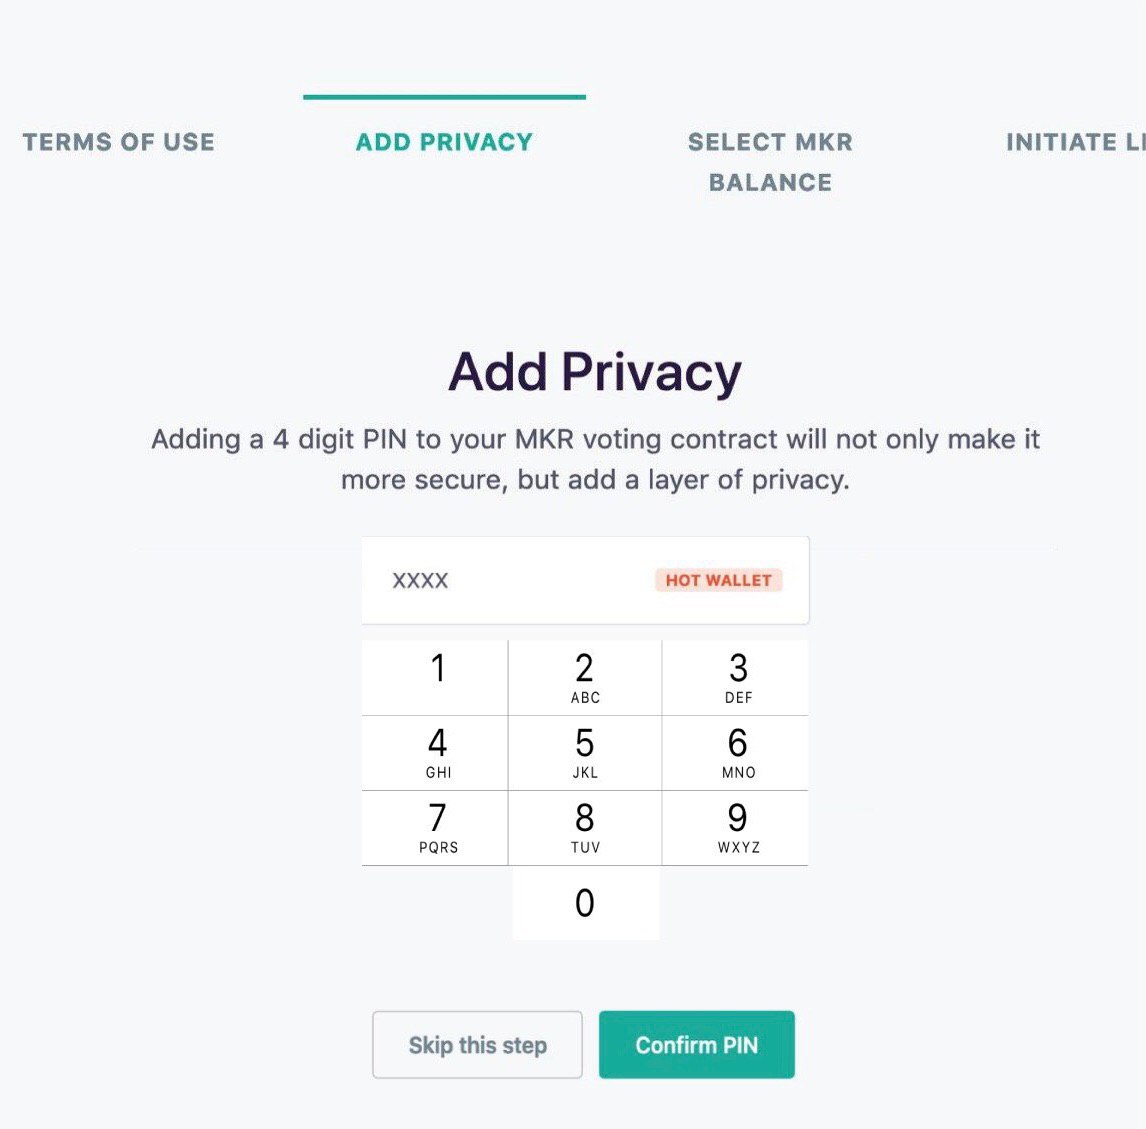 TERMS OF USE
ADD PRIVACY
SELECT MKR
BALANCE
INITIATE LI
Add Privacy
Adding a 4 digit PIN to your MKR voting contract will not only make it
more secure, but add a layer of privacy.
XXXX
HOT WALLET
1
2
3
ABC
DEF
4
5
6
GHI
JKL
MNO
7
8
9
PQRS
TUV
WXYZ
0
Skip this step
Confirm PIN